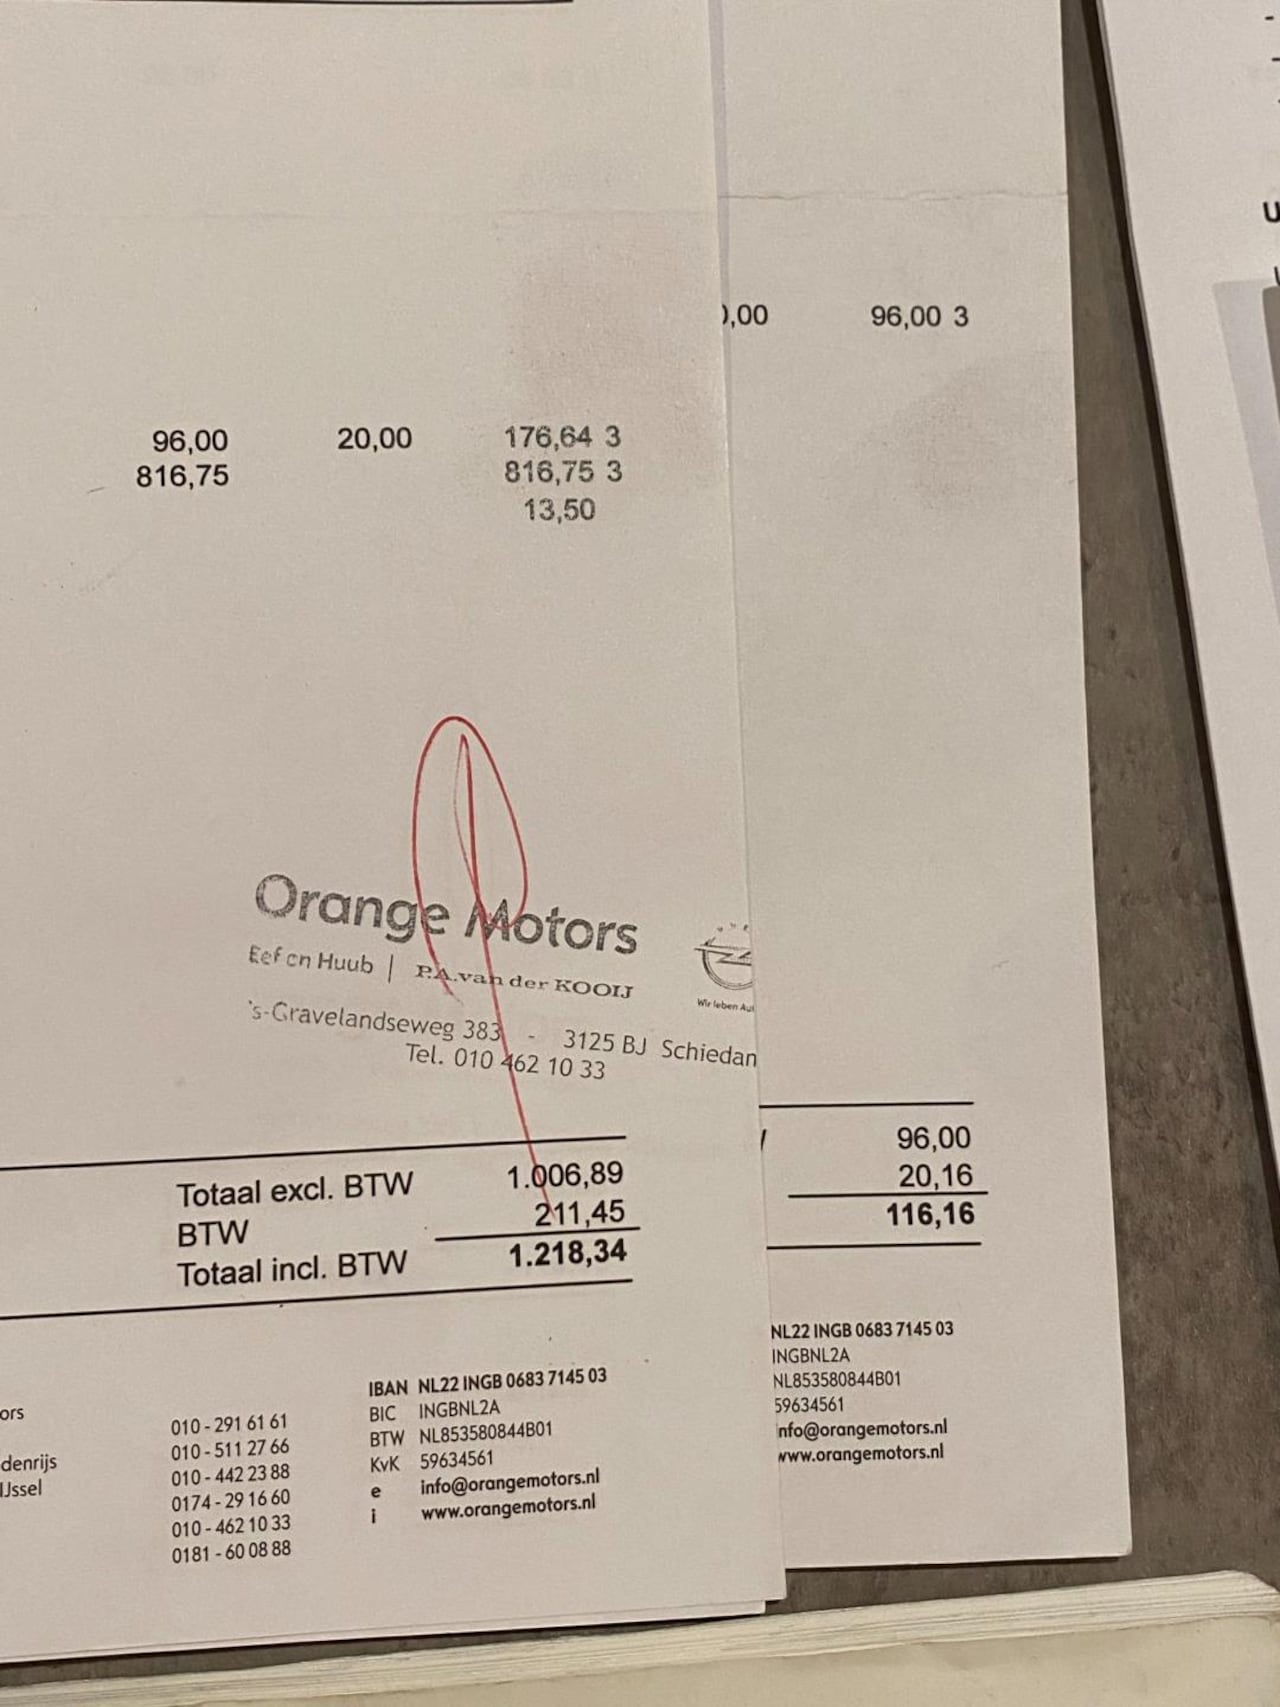 96,00 20,00 176,64 3
816,75 816,75 3
13,50
Orange Motors
Eef en Huub | P.A. van der KOOIJ
's-Gravelandseweg 383 - 3125 BJ Schiedan
Tel. 010 462 10 33
Wir leben Au
Totaal excl. BTW 1.006,89
BTW 211,45
Totaal incl. BTW 1.218,34
ors
denrijs
IJssel
010 - 291 61 61
010 - 511 27 66
010 - 442 23 88
0174 - 29 16 60
010 - 462 10 33
0181 - 60 08 88
IBAN NL22 INGB 0683 7145 03
BIC INGBNL2A
BTW NL853580844B01
KvK 59634561
e info@orangemotors.nl
i www.orangemotors.nl
),00 96,00 3
96,00
20,16
116,16
NL22 INGB 0683 7145 03
INGBNL2A
NL853580844B01
59634561
nfo@orangemotors.nl
www.orangemotors.nl
U